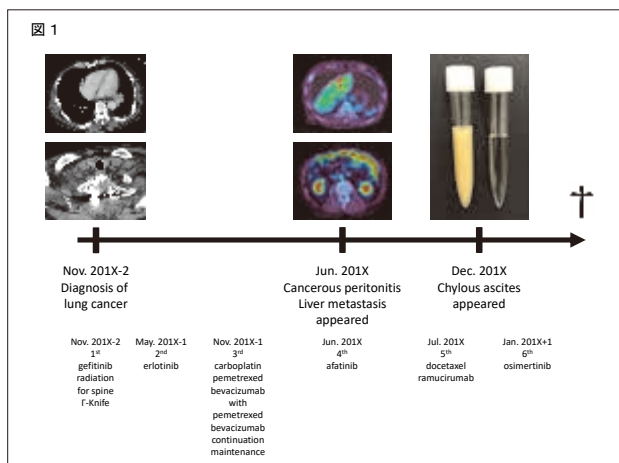 図 1
Nov. 201X-2
Diagnosis of
lung cancer
Jun. 201X
Cancerous peritonitis
Liver metastasis
appeared
Dec. 201X
Chylous ascites
appeared
Nov. 201X-2
1st
gefitinib
radiation
for spine
Γ-Knife
May. 201X-1
2nd
erlotinib
Nov. 201X-1
3rd
carboplatin
pemetrexed
bevacizumab
with
pemetrexed
bevacizumab
continuation
maintenance
Jun. 201X
4th
afatinib
Jul. 201X
5th
docetaxel
ramucirumab
Jan. 201X+1
6th
osimertinib